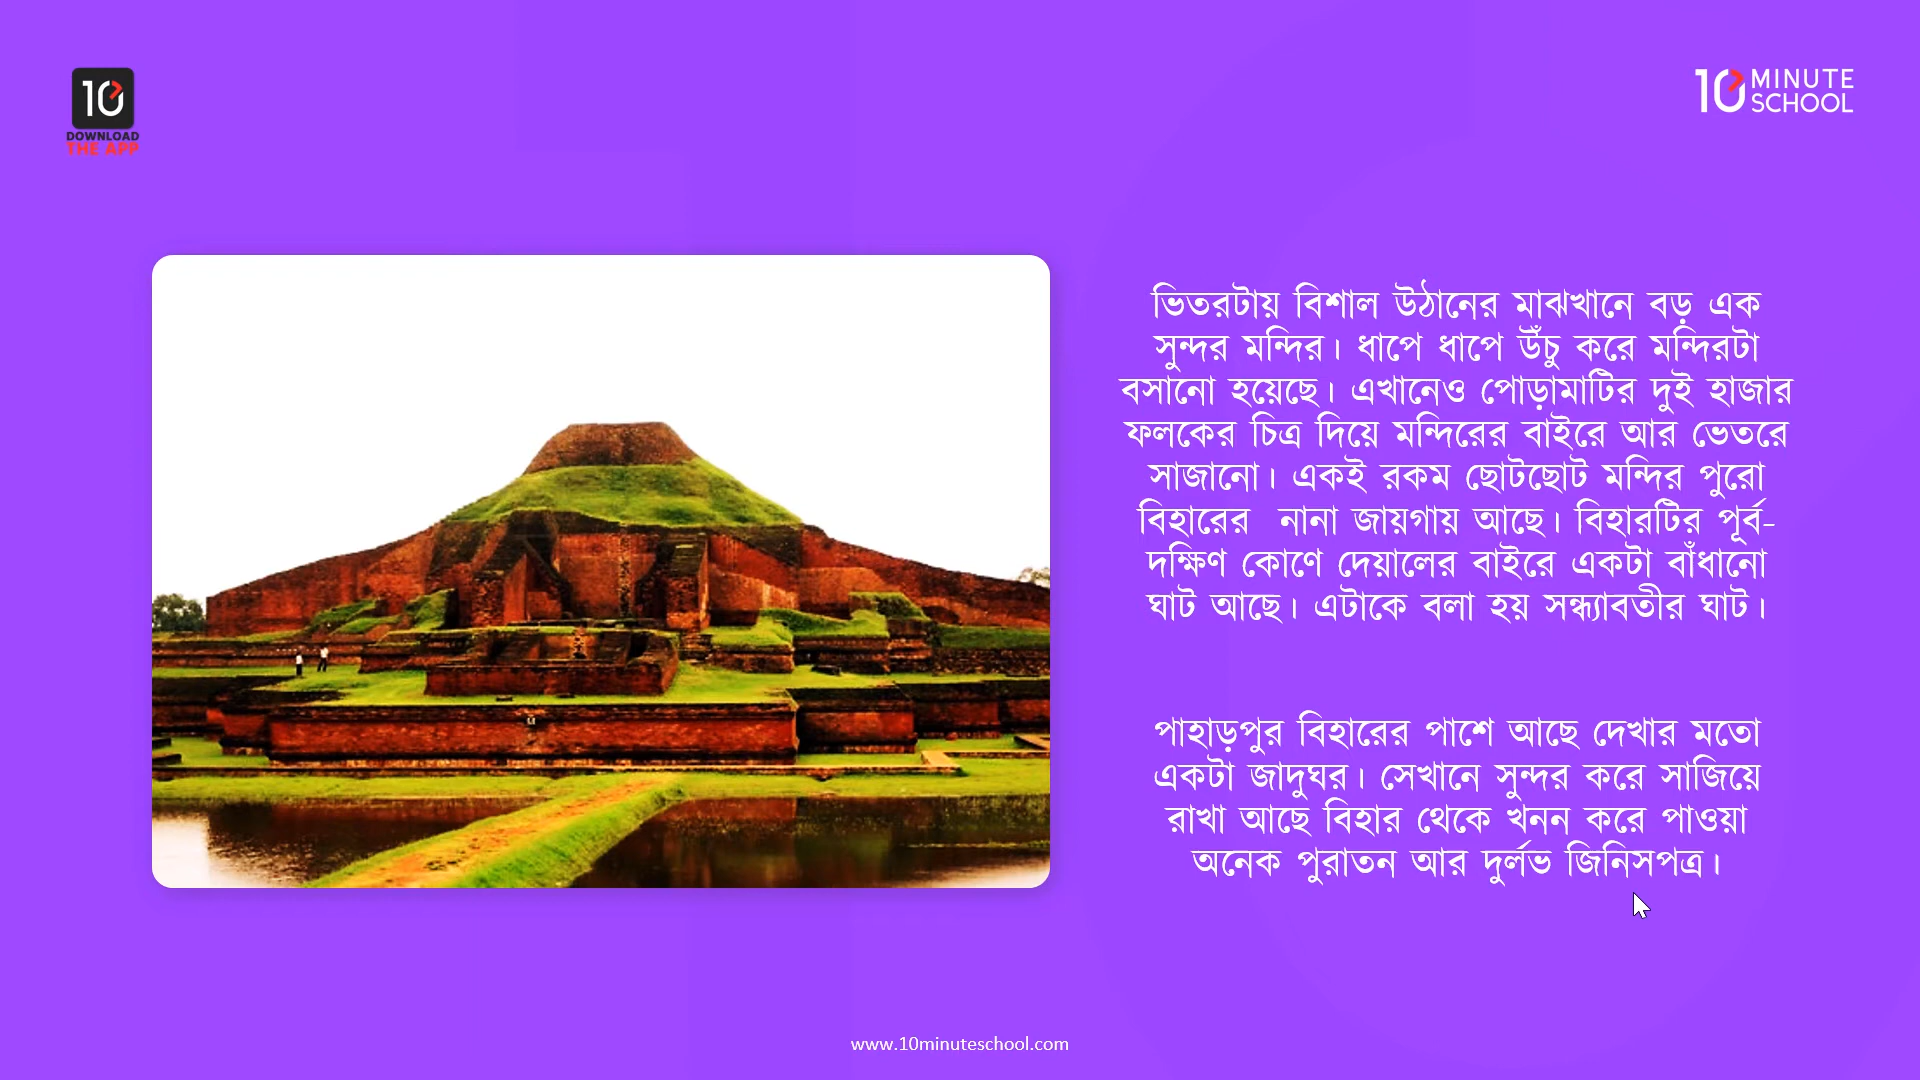 10
DOWNLOAD
THE APP
10 MINUTE
SCHOOL
ভিতরটায় বিশাল উঠানের মাঝখানে বড় এক
সুন্দর মন্দির। ধাপে ধাপে উঁচু করে মন্দিরটা
বসানো হয়েছে। এখানেও পোড়ামাটির দুই হাজার
ফলকের চিত্র দিয়ে মন্দিরের বাইরে আর ভেতরে
সাজানো। একই রকম ছোটছোট মন্দির পুরো
বিহারের  নানা জায়গায় আছে। বিহারটির পূর্ব-
দক্ষিণ কোণে দেয়ালের বাইরে একটা বাঁধানো
ঘাট আছে। এটাকে বলা হয় সন্ধ্যাবতীর ঘাট।
পাহাড়পুর বিহারের পাশে আছে দেখার মতো
একটা জাদুঘর। সেখানে সুন্দর করে সাজিয়ে
রাখা আছে বিহার থেকে খনন করে পাওয়া
অনেক পুরাতন আর দুর্লভ জিনিসপত্র।
www.10minuteschool.com